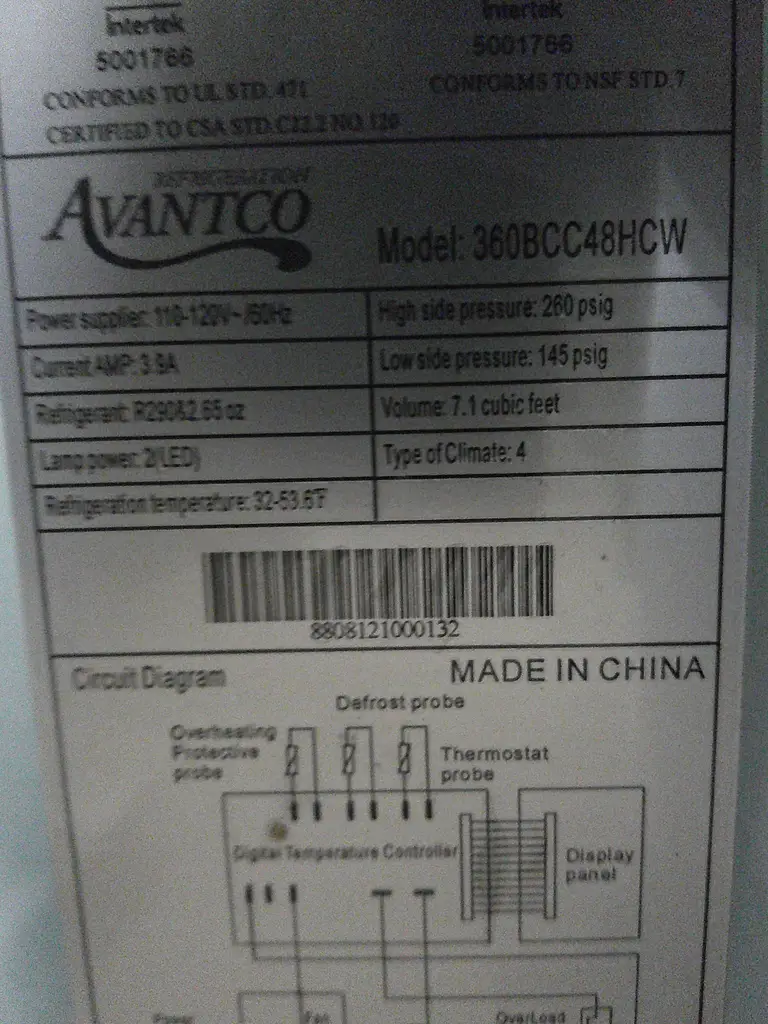 Intertek
5001766
CONFORMS TO UL STD. 471
CERTIFIED TO CSA STD.C22.2 NO. 120
Intertek
5001766
CONFORMS TO NSF STD. 7
REFRIGERATION
AVANTCO
Model: 360BCC48HCW
Power supplier: 110-120V~ /60Hz
High side pressure: 260 psig
Current AMP: 3.9A
Low side pressure: 145 psig
Refrigerant: R290&2.65 oz
Volume: 7.1 cubic feet
Lamp power: 2(LED)
Type of Climate: 4
Refrigeration temperature: 32-53.6°F
8808121000132
Circuit Diagram
MADE IN CHINA
Defrost probe
Overheating
Protective
probe
Thermostat
probe
Digital Temperature Controller
Display
panel
Power
Fan
OverLoad